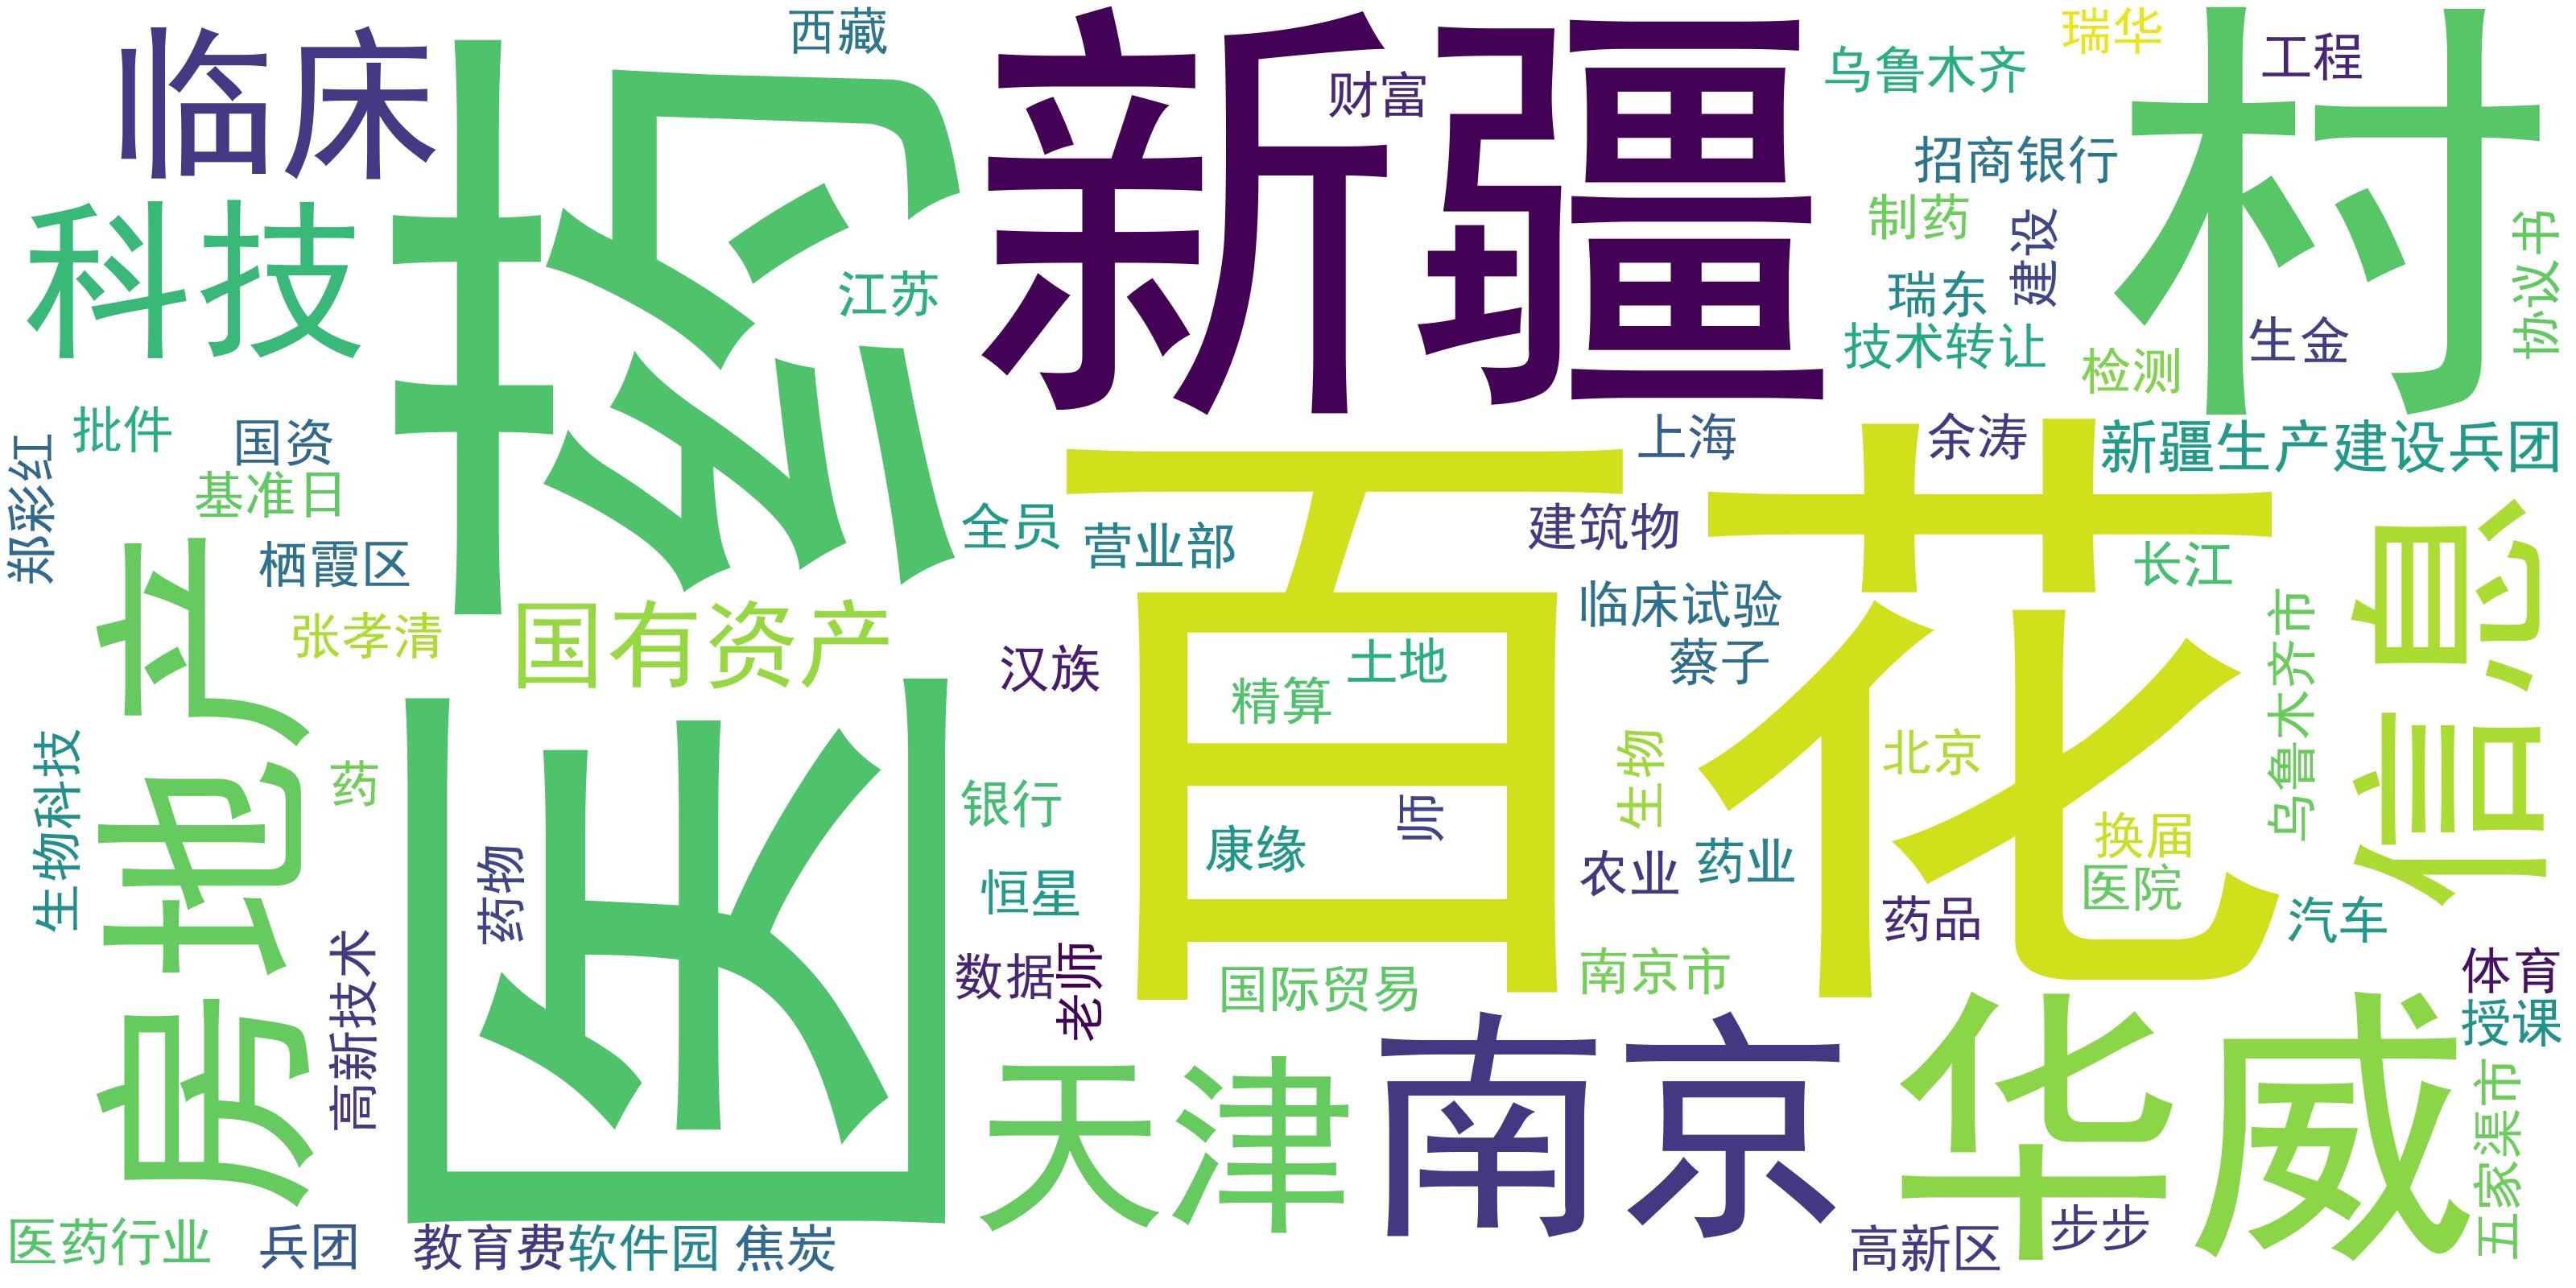 临床
西藏
新疆
财富
乌鲁木齐
瑞华
工程
村
科技
医药
江苏
招商银行
制药
建设
瑞东
技术转让
检测
生金
协议书
批件
国资
郑彩红
基准日
栖霞区
张孝清
国有资产
全员
营业部
上海
余涛
新疆生产建设兵团
建筑物
百花
长江
信息
临床试验
蔡子
汉族
土地
精算
房地产
生物科技
药
药物
高新技术
银行
康缘
师
生物
北京
农业
药业
换届
医院
药品
乌鲁木齐市
汽车
恒星
数据
老师
国际贸易
南京市
体育
授课
天津
南京
华威
五家渠市
医药行业
兵团
教育费
软件园
焦炭
高新区
步步